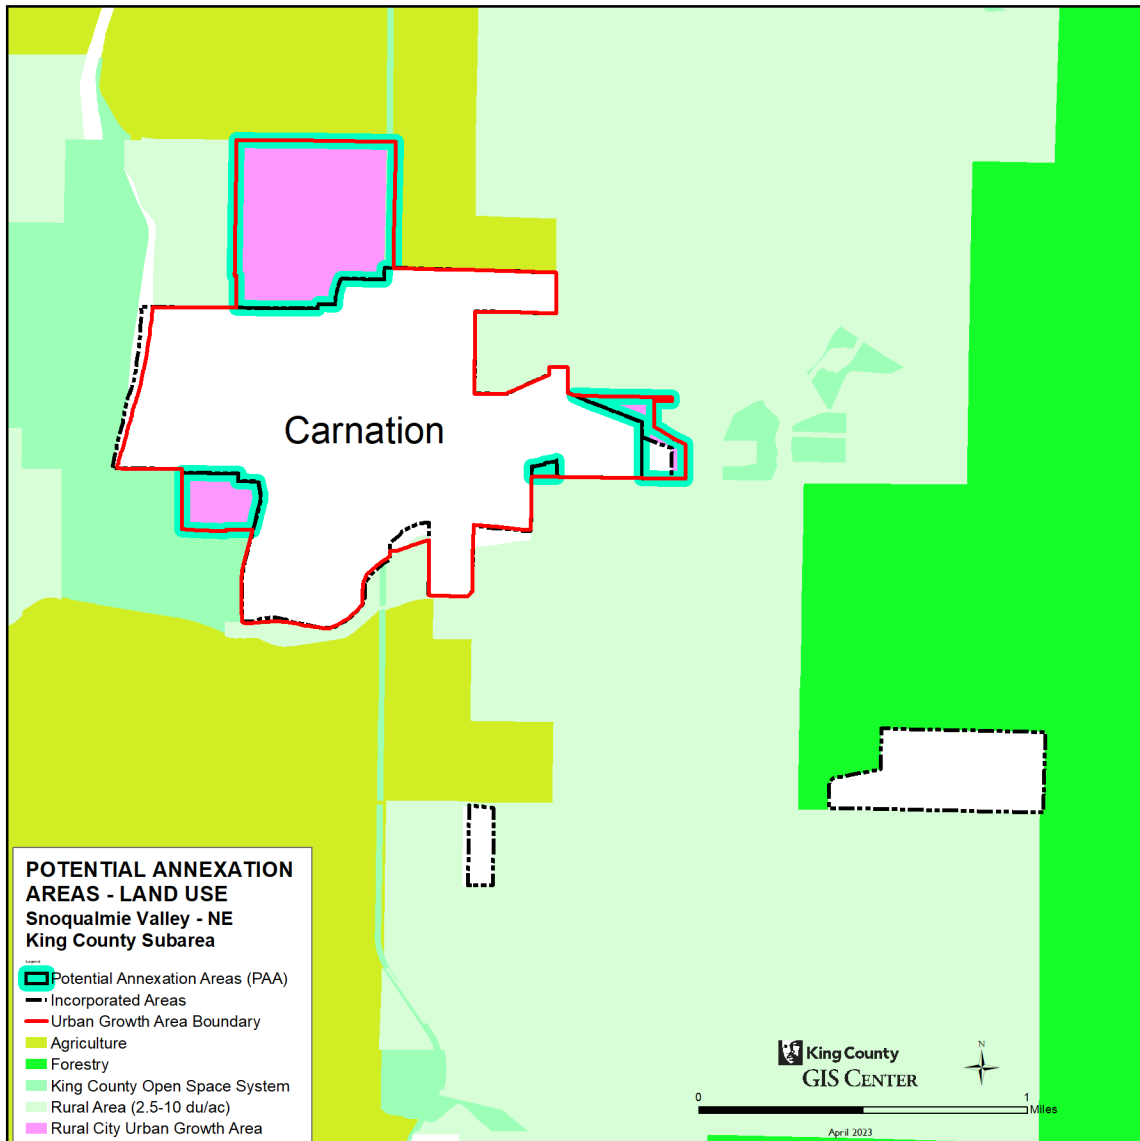 Carnation
POTENTIAL ANNEXATION
AREAS - LAND USE
Snoqualmie Valley - NE
King County Subarea
Legend
Potential Annexation Areas (PAA)
Incorporated Areas
Urban Growth Area Boundary
Agriculture
Forestry
King County Open Space System
Rural Area (2.5-10 du/ac)
Rural City Urban Growth Area
King County
GIS CENTER
N
0 1
Miles
April 2023